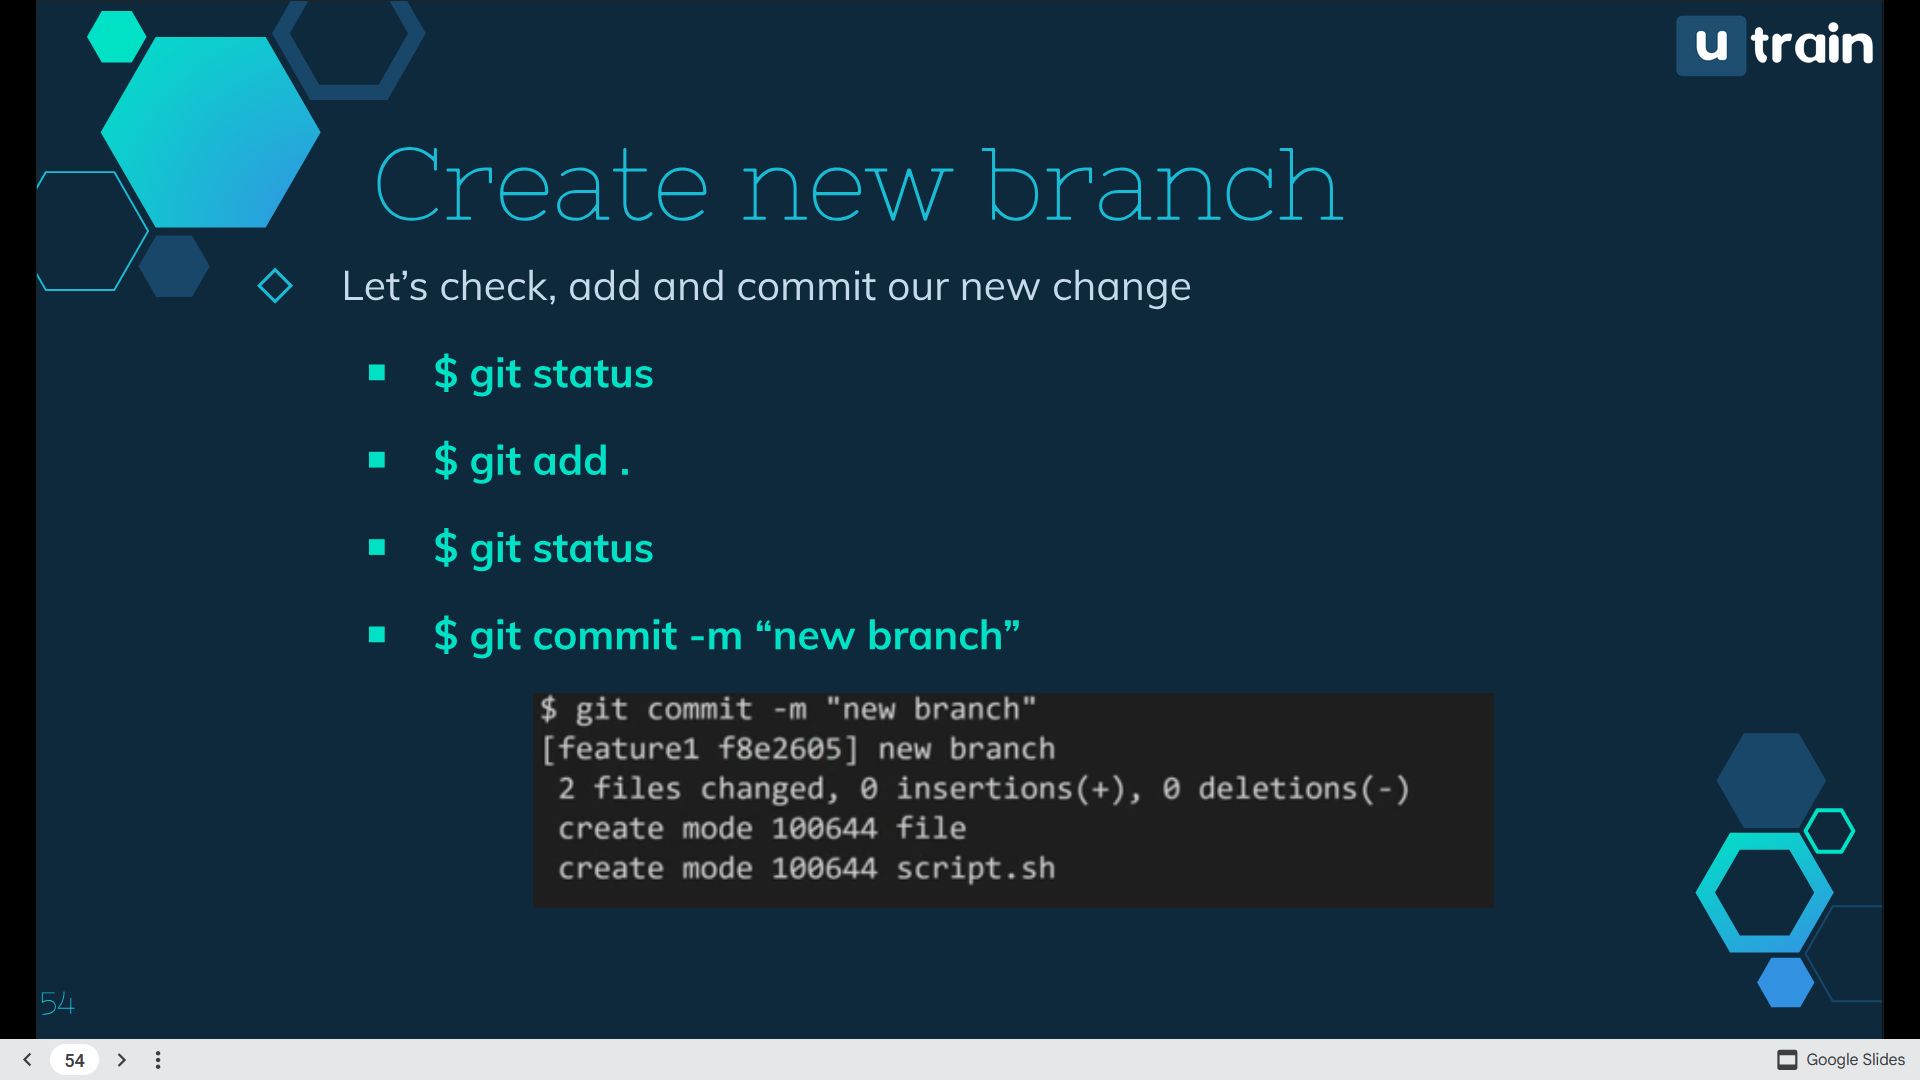 u train
Create new branch
Let’s check, add and commit our new change
$ git status
$ git add .
$ git status
$ git commit -m “new branch”
$ git commit -m "new branch"
[feature1 f8e2605] new branch
2 files changed, 0 insertions(+), 0 deletions(-)
create mode 100644 file
create mode 100644 script.sh
54
54
Google Slides